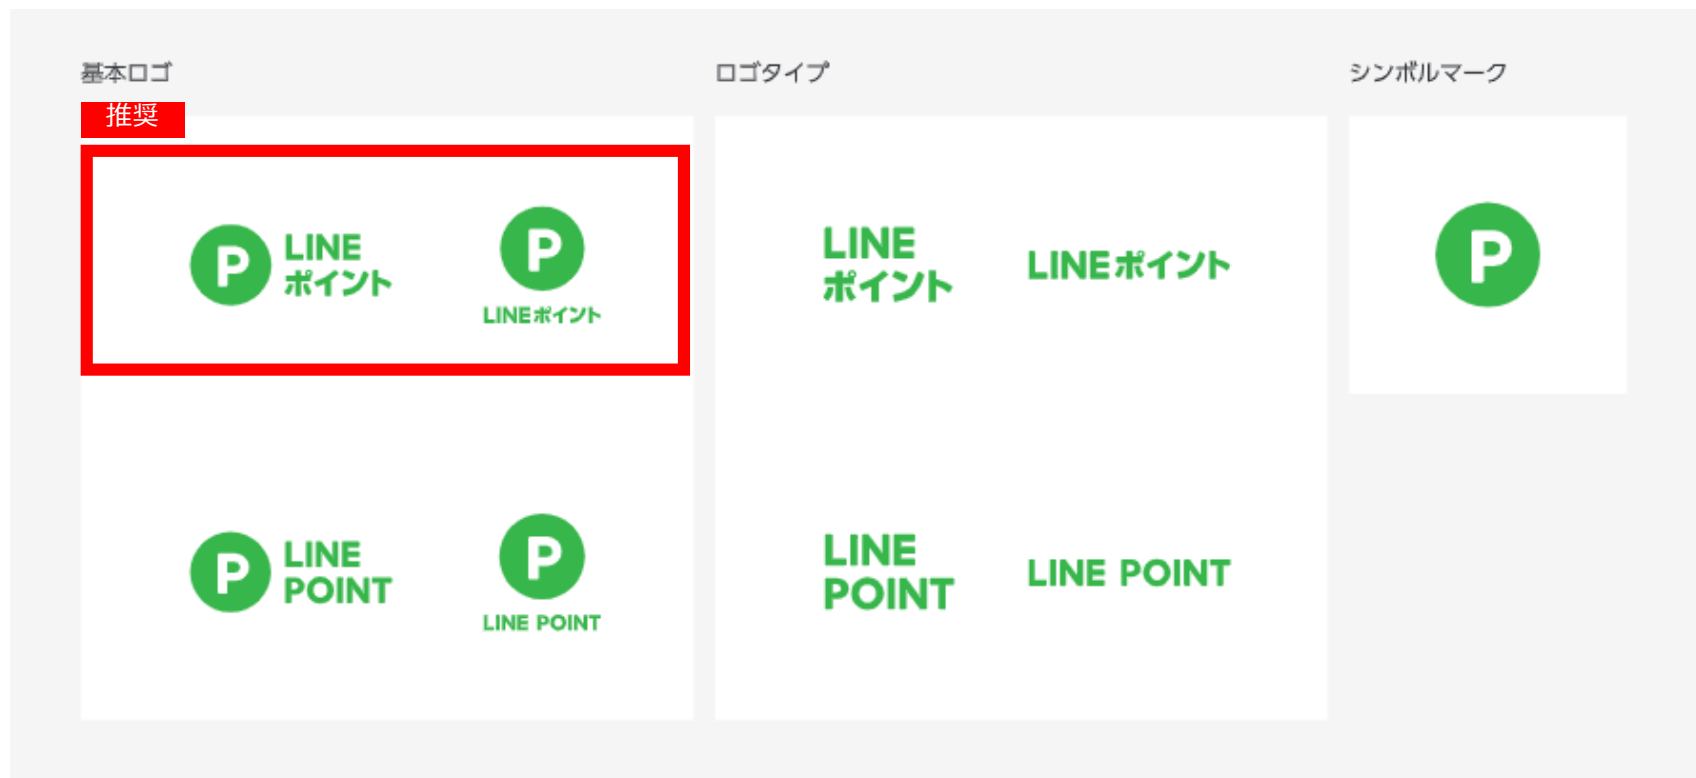 基本ロゴ
推奨
P LINE
ポイント
P
LINEポイント
P LINE
POINT
P
LINE POINT
ロゴタイプ
LINE
ポイント
LINEポイント
LINE
POINT
LINE POINT
シンボルマーク
P